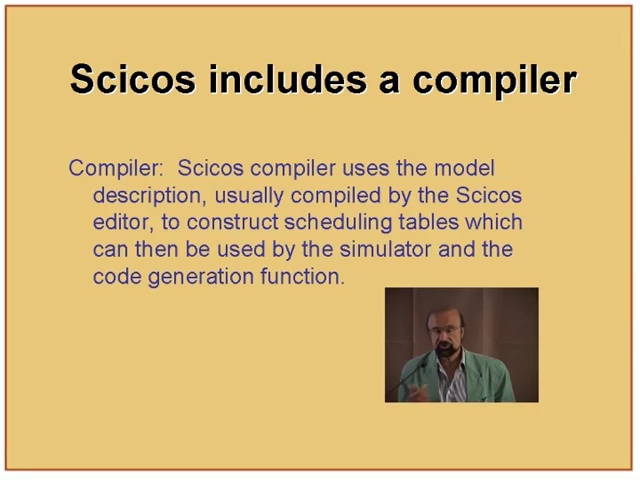 Scicos includes a compiler
Compiler: Scicos compiler uses the model
description, usually compiled by the Scicos
editor, to construct scheduling tables which
can then be used by the simulator and the
code generation function.